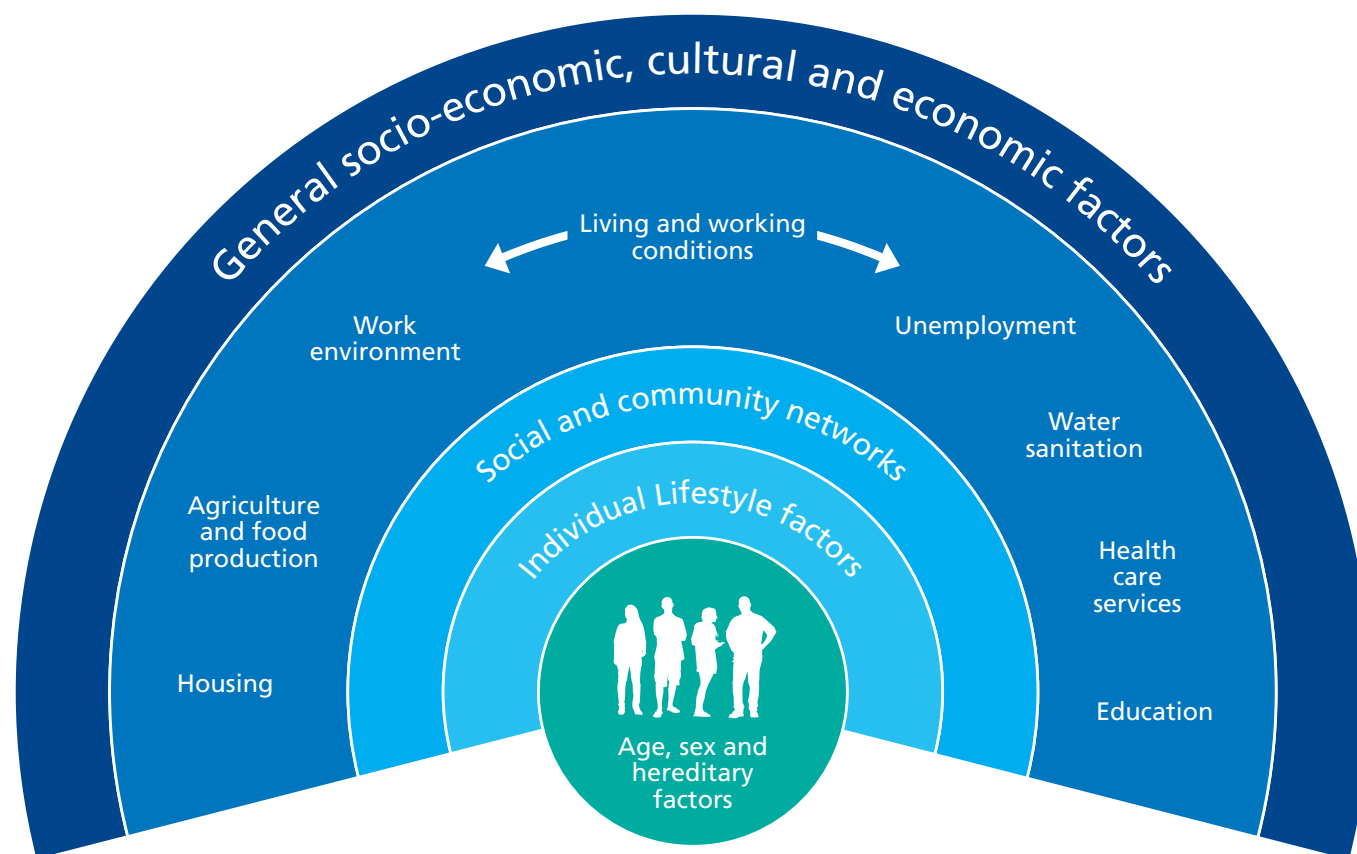 General socio-economic, cultural and economic factors
Living and working
conditions
Work
environment
Unemployment
Social and community networks
Water
sanitation
Individual Lifestyle factors
Agriculture
and food
production
Health
care
services
Housing
Education
Age, sex and
hereditary
factors